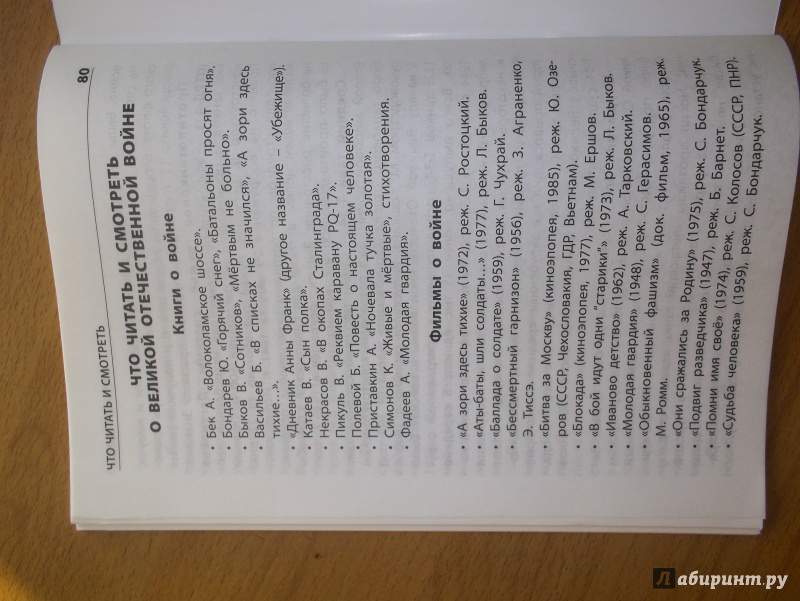 ЧТО ЧИТАТЬ И СМОТРЕТЬ
80
ЧТО ЧИТАТЬ И СМОТРЕТЬ
О ВЕЛИКОЙ ОТЕЧЕСТВЕННОЙ ВОЙНЕ
Книги о войне
• Бек А. «Волоколамское шоссе».
• Бондарев Ю. «Горячий снег», «Батальоны просят огня».
• Быков В. «Сотников», «Мёртвым не больно».
• Васильев Б. «В списках не значился», «А зори здесь
тихие...».
• «Дневник Анны Франк» (другое название – «Убежище»).
• Катаев В. «Сын полка».
• Некрасов В. «В окопах Сталинграда».
• Пикуль В. «Реквием каравану PQ-17».
• Полевой Б. «Повесть о настоящем человеке».
• Приставкин А. «Ночевала тучка золотая».
• Симонов К. «Живые и мёртвые», стихотворения.
• Фадеев А. «Молодая гвардия».
Фильмы о войне
• «А зори здесь тихие» (1972), реж. С. Ростоцкий.
• «Аты-баты, шли солдаты...» (1977), реж. Л. Быков.
• «Баллада о солдате» (1959), реж. Г. Чухрай.
• «Бессмертный гарнизон» (1956), реж. З. Аграненко,
Э. Тиссэ.
• «Битва за Москву» (киноэпопея, 1985), реж. Ю. Озе-
ров (СССР, Чехословакия, ГДР, Вьетнам).
• «Блокада» (киноэпопея, 1977), реж. М. Ершов.
• «В бой идут одни "старики"» (1973), реж. Л. Быков.
• «Иваново детство» (1962), реж. А. Тарковский.
• «Молодая гвардия» (1948), реж. С. Герасимов.
• «Обыкновенный фашизм» (док. фильм, 1965), реж.
М. Ромм.
• «Они сражались за Родину» (1975), реж. С. Бондарчук.
• «Подвиг разведчика» (1947), реж. Б. Барнет.
• «Помни имя своё» (1974), реж. С. Колосов (СССР, ПНР).
• «Судьба человека» (1959), реж. С. Бондарчук.
Лабиринт.ру